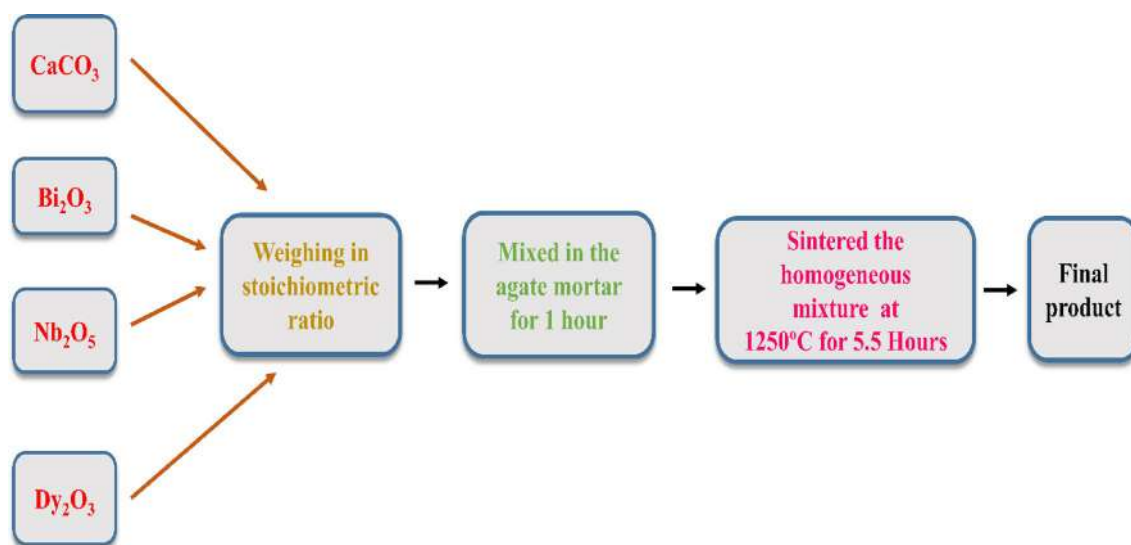 CaCO₃
Bi₂O₃
Nb₂O₅
Dy₂O₃
Weighing in
stoichiometric
ratio
Mixed in the
agate mortar
for 1 hour
Sintered the
homogeneous
mixture at
1250°C for 5.5 Hours
Final
product